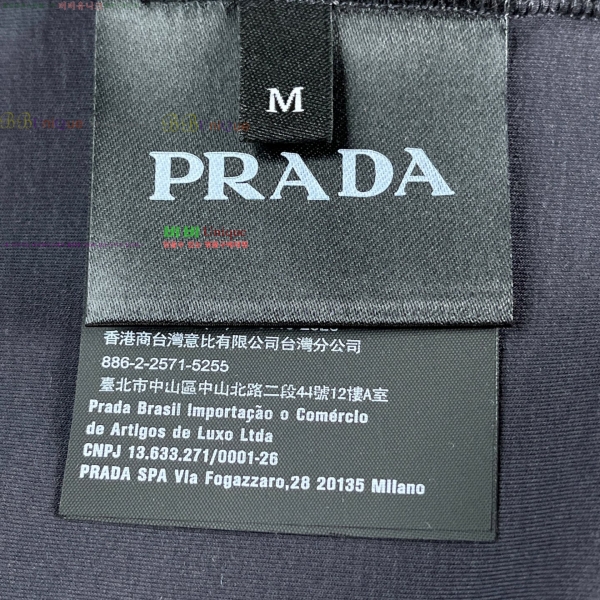 M
PRADA
香港商台灣意比有限公司台灣分公司
886-2-2571-5255
臺北市中山區中山北路二段44號12樓A室
Prada Brasil Importação o Comércio
de Artigos de Luxo Ltda
CNPJ 13.633.271/0001-26
PRADA SPA Via Fogazzaro,28 20135 Milano